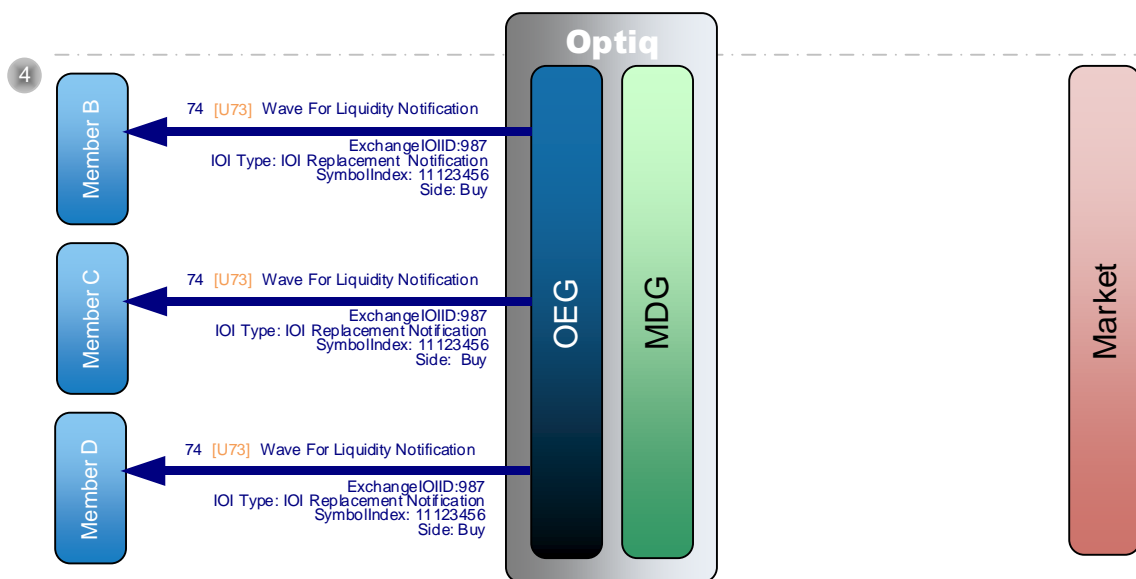 Optiq
4
Member B
74 [U73] Wave For Liquidity Notification
ExchangeIOIID:987
IOI Type: IOI Replacement Notification
SymbolIndex: 11123456
Side: Buy
Member C
74 [U73] Wave For Liquidity Notification
ExchangeIOIID:987
IOI Type: IOI Replacement Notification
SymbolIndex: 11123456
Side: Buy
Member D
74 [U73] Wave For Liquidity Notification
ExchangeIOIID:987
IOI Type: IOI Replacement Notification
SymbolIndex: 11123456
Side: Buy
OEG
MDG
Market